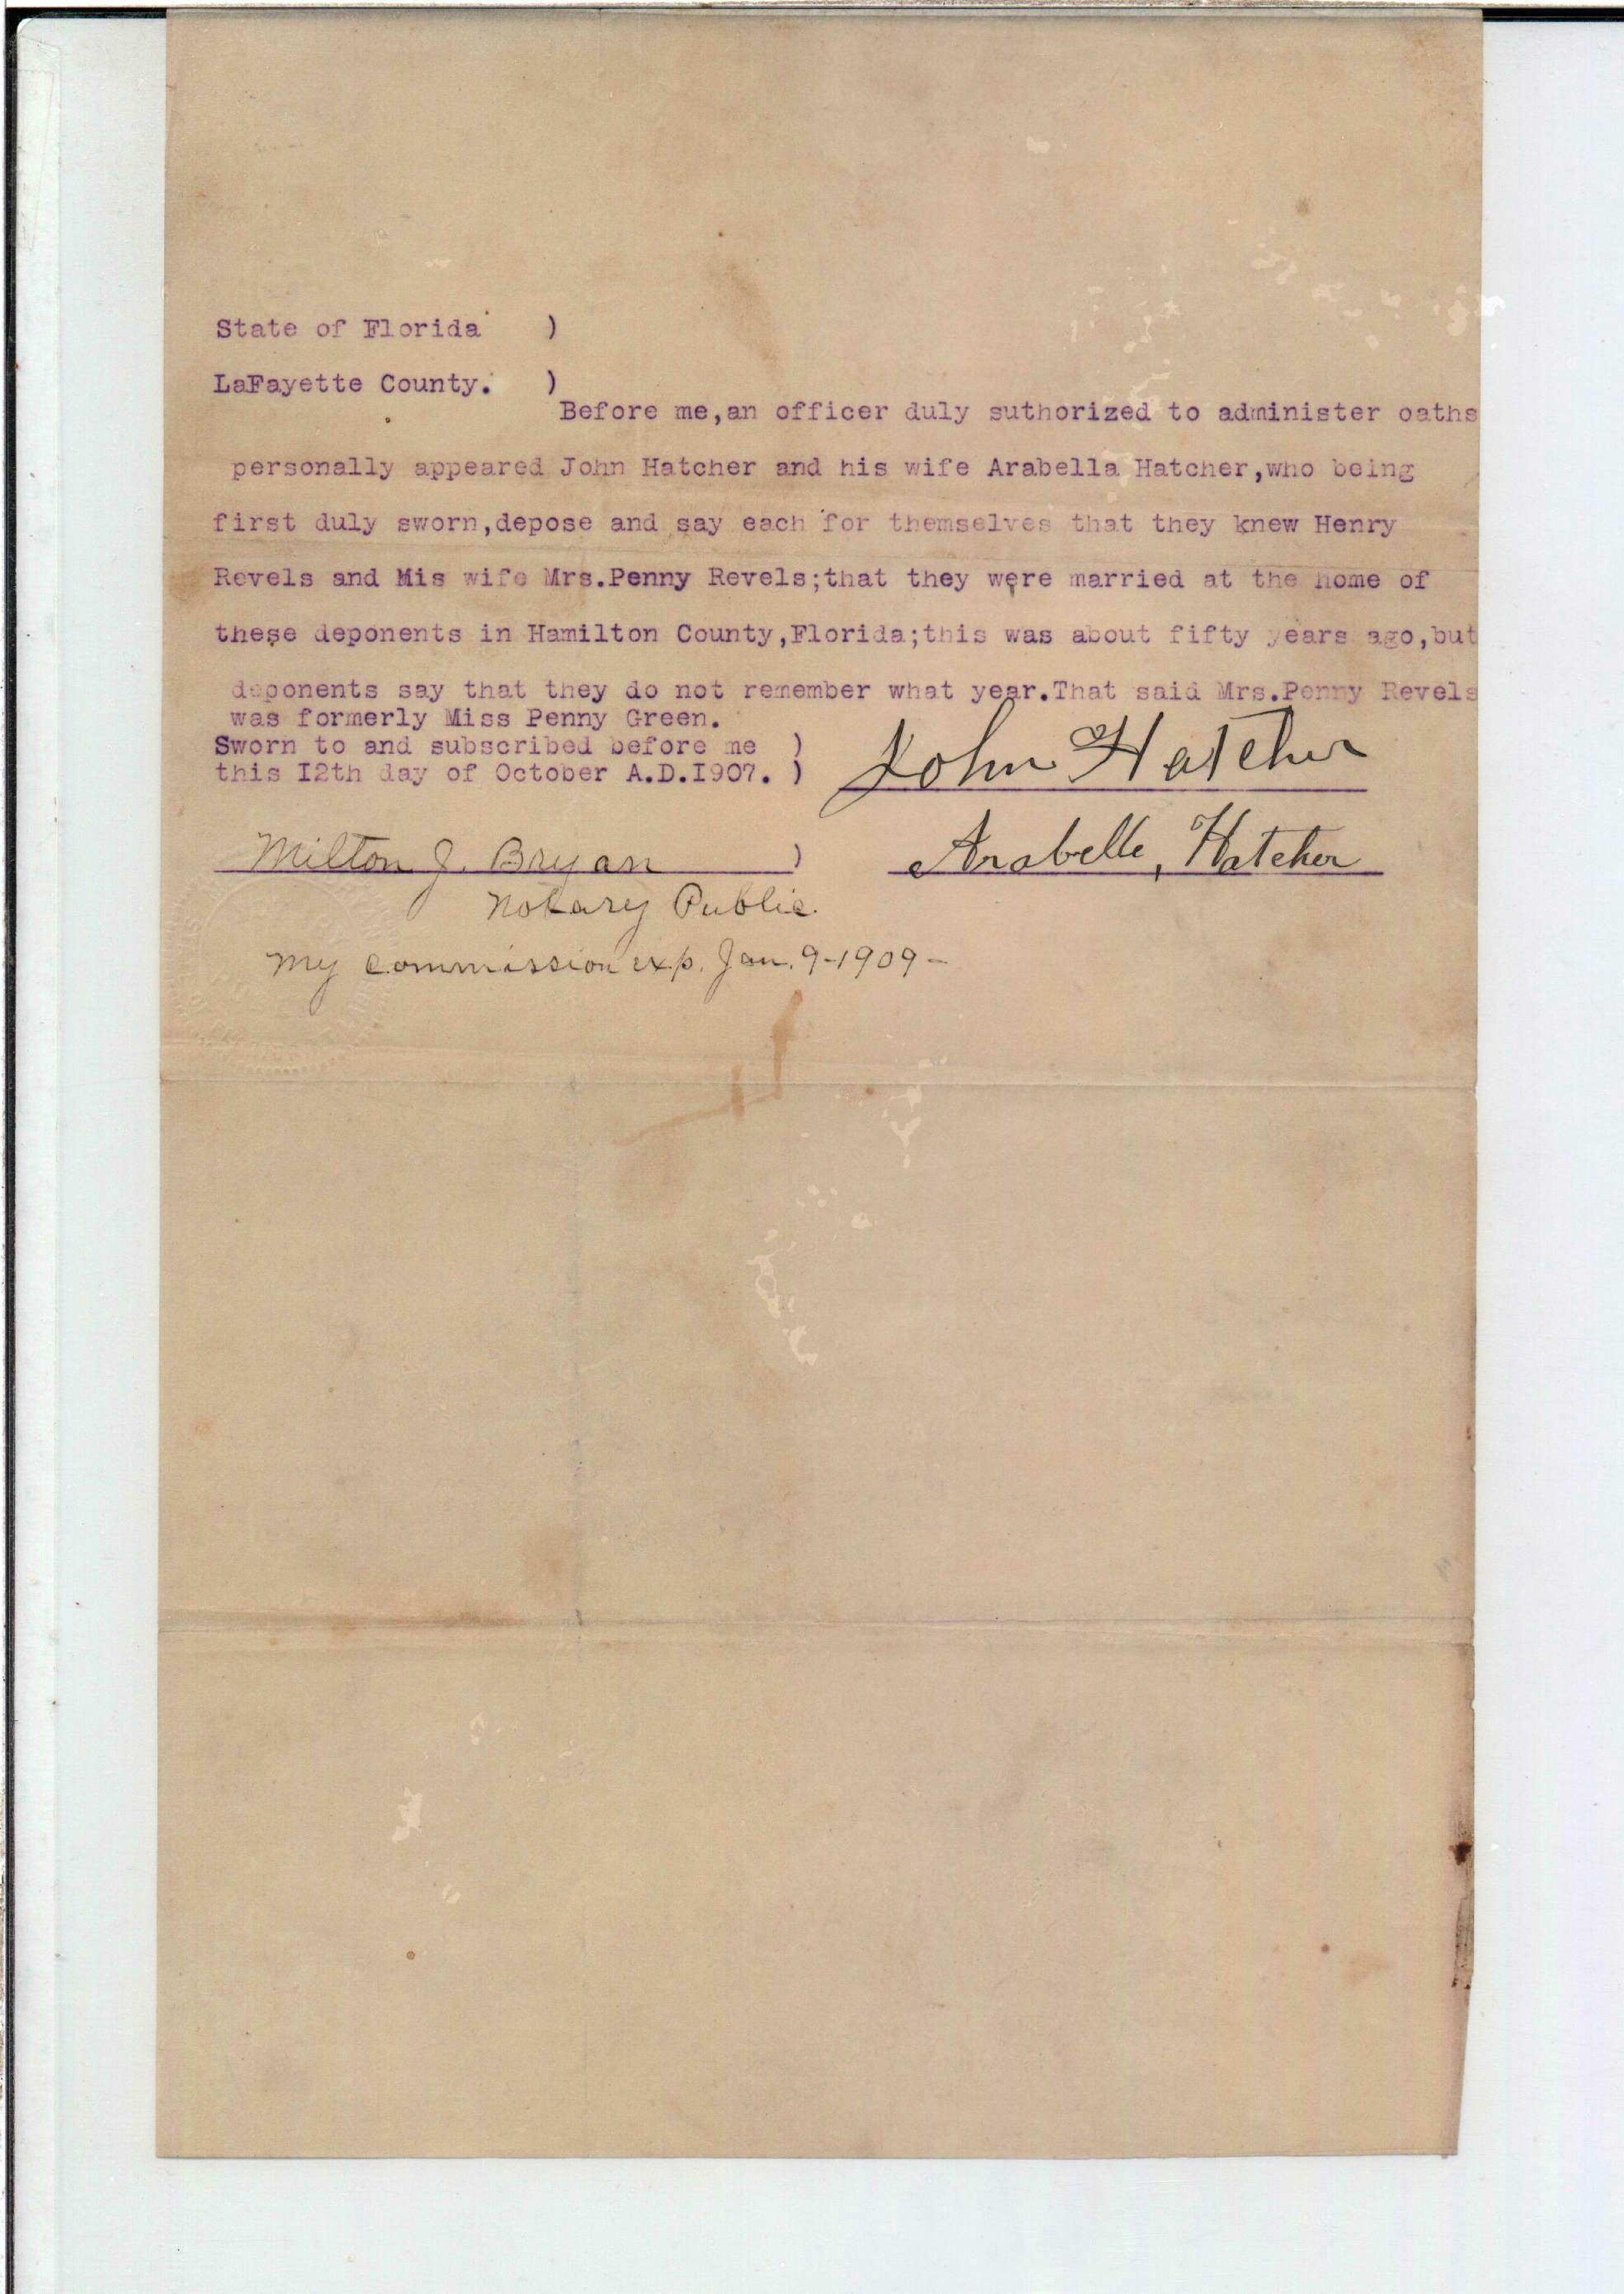 State of Florida )
LaFayette County. )
Before me,an officer duly suthorized to administer oaths
personally appeared John Hatcher and his wife Arabella Hatcher,who being
first duly sworn,depose and say each for themselves that they knew Henry
Revels and His wife Mrs.Penny Revels;that they were married at the home of
these deponents in Hamilton County,Florida;this was about fifty years ago,but
deponents say that they do not remember what year.That said Mrs.Penny Revels
was formerly Miss Penny Green.
Sworn to and subscribed before me )
this I2th day of October A.D.I907. )
John Hatcher
Milton J. Bryan )
Arabelle, Hatcher
Notary Public.
My commission exp. Jan. 9-1909-